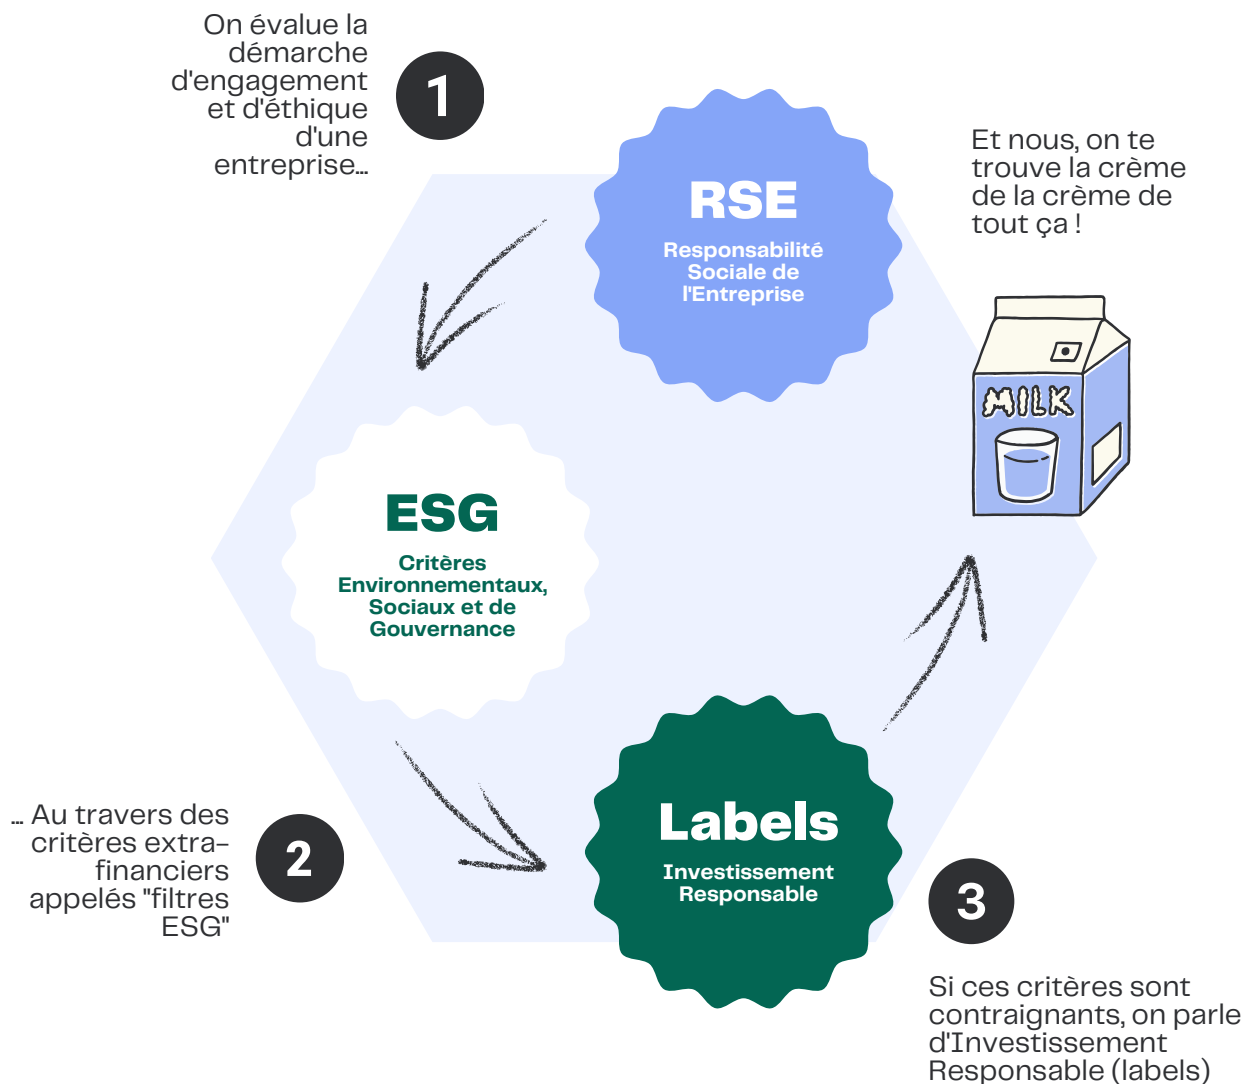 On évalue la
démarche
d'engagement
et d'éthique
d'une
entreprise...
1
RSE
Responsabilité
Sociale de
l'Entreprise
Et nous, on te
trouve la crème
de la crème de
tout ça !
MILK
ESG
Critères
Environnementaux,
Sociaux et de
Gouvernance
... Au travers des
critères extra-
financiers
appelés "filtres
ESG"
2
Labels
Investissement
Responsable
3
Si ces critères sont
contraignants, on parle
d'Investissement
Responsable (labels)